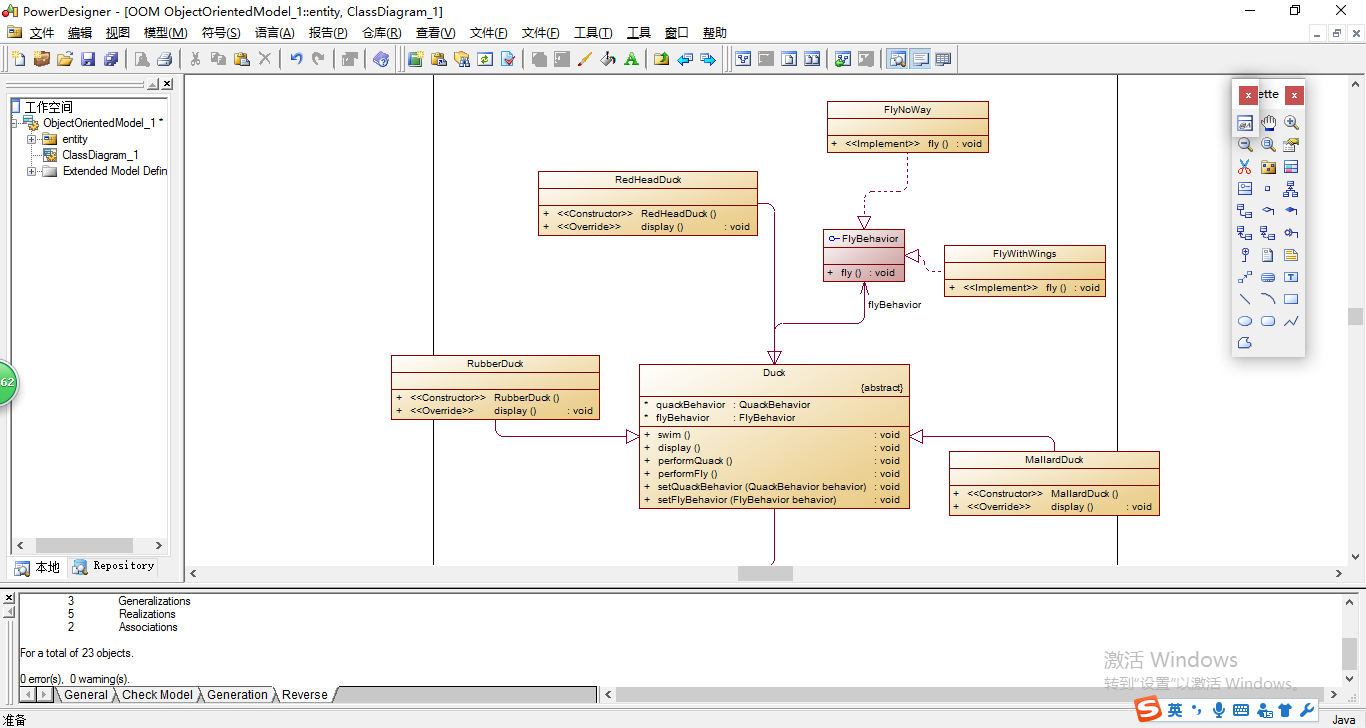 PowerDesigner - [OOM ObjectOrientedModel_1::entity, ClassDiagram_1]
文件 编辑 视图 模型(M) 符号(S) 语言(A) 报告(P) 仓库(R) 查看(V) 文件(F) 文件(F) 工具(T) 工具 窗口 帮助
工作空间
ObjectOrientedModel_1 *
entity
ClassDiagram_1
Extended Model Defin
本地 Repository
62
ette
FlyNoWay
+ <<Implement>> fly () : void
RedHeadDuck
+ <<Constructor>> RedHeadDuck ()
+ <<Override>> display () : void
FlyBehavior
+ fly () : void
FlyWithWings
+ <<Implement>> fly () : void
flyBehavior
RubberDuck
+ <<Constructor>> RubberDuck ()
+ <<Override>> display () : void
Duck
{abstract}
* quackBehavior : QuackBehavior
* flyBehavior : FlyBehavior
+ swim () : void
+ display () : void
+ performQuack () : void
+ performFly () : void
+ setQuackBehavior (QuackBehavior behavior) : void
+ setFlyBehavior (FlyBehavior behavior) : void
MallardDuck
+ <<Constructor>> MallardDuck ()
+ <<Override>> display () : void
3 Generalizations
5 Realizations
2 Associations
For a total of 23 objects.
0 error(s), 0 warning(s).
General Check Model Generation Reverse
激活 Windows
转到"设置"以激活 Windows。
英
准备
Java